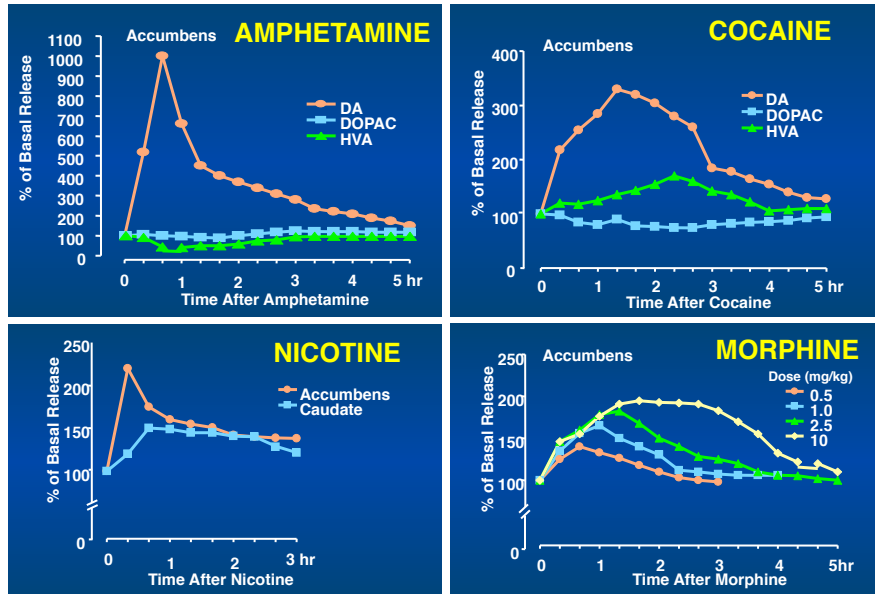 Accumbens AMPHETAMINE
% of Basal Release
1100
1000
900
800
700
600
500
400
300
200
100
0
DA
DOPAC
HVA
0 1 2 3 4 5 hr
Time After Amphetamine
Accumbens COCAINE
% of Basal Release
400
300
200
100
0
DA
DOPAC
HVA
0 1 2 3 4 5 hr
Time After Cocaine
NICOTINE
% of Basal Release
250
200
150
100
0
Accumbens
Caudate
0 1 2 3 hr
Time After Nicotine
Accumbens MORPHINE
% of Basal Release
250
200
150
100
0
Dose (mg/kg)
0.5
1.0
2.5
10
0 1 2 3 4 5hr
Time After Morphine